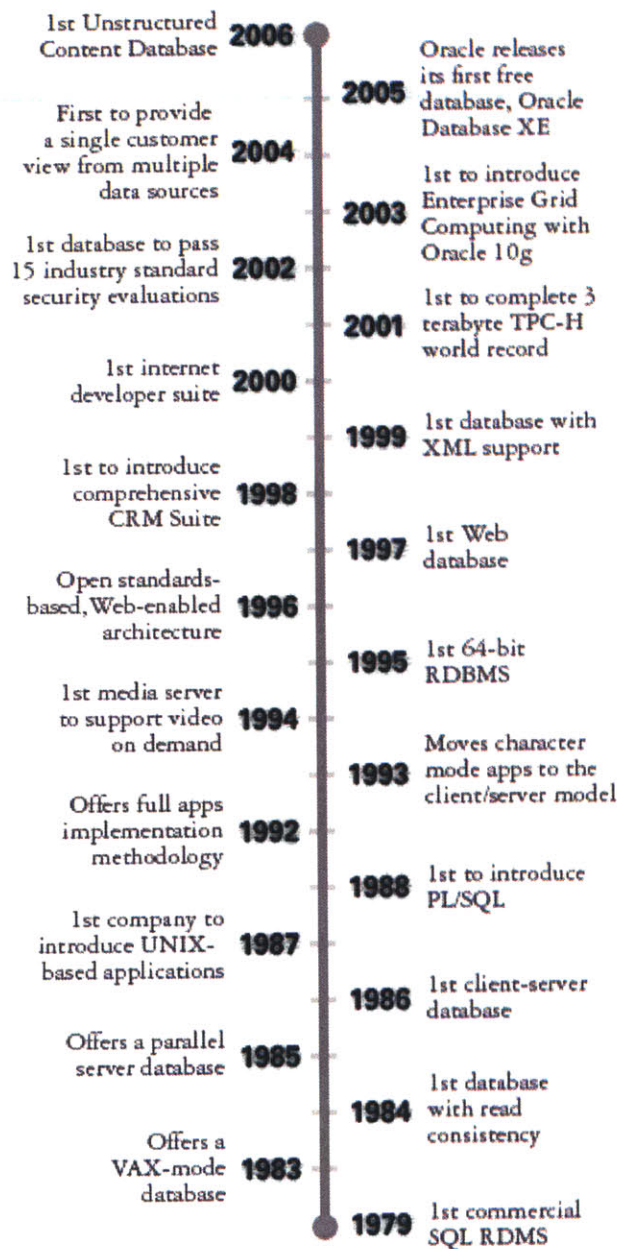 1st Unstructured
Content Database
2006
Oracle releases
its first free
database, Oracle
Database XE
2005
First to provide
a single customer
view from multiple
data sources
2004
1st to introduce
Enterprise Grid
Computing with
Oracle 10g
2003
1st database to pass
15 industry standard
security evaluations
2002
1st to complete 3
terabyte TPC-H
world record
2001
1st internet
developer suite
2000
1st database with
XML support
1999
1st to introduce
comprehensive
CRM Suite
1998
1st Web
database
1997
Open standards-
based, Web-enabled
architecture
1996
1st 64-bit
RDBMS
1995
1st media server
to support video
on demand
1994
Moves character
mode apps to the
client/server model
1993
Offers full apps
implementation
methodology
1992
1st to introduce
PL/SQL
1988
1st company to
introduce UNIX-
based applications
1987
1st client-server
database
1986
Offers a parallel
server database
1985
1st database
with read
consistency
1984
Offers a
VAX-mode
database
1983
1st commercial
SQL RDMS
1979